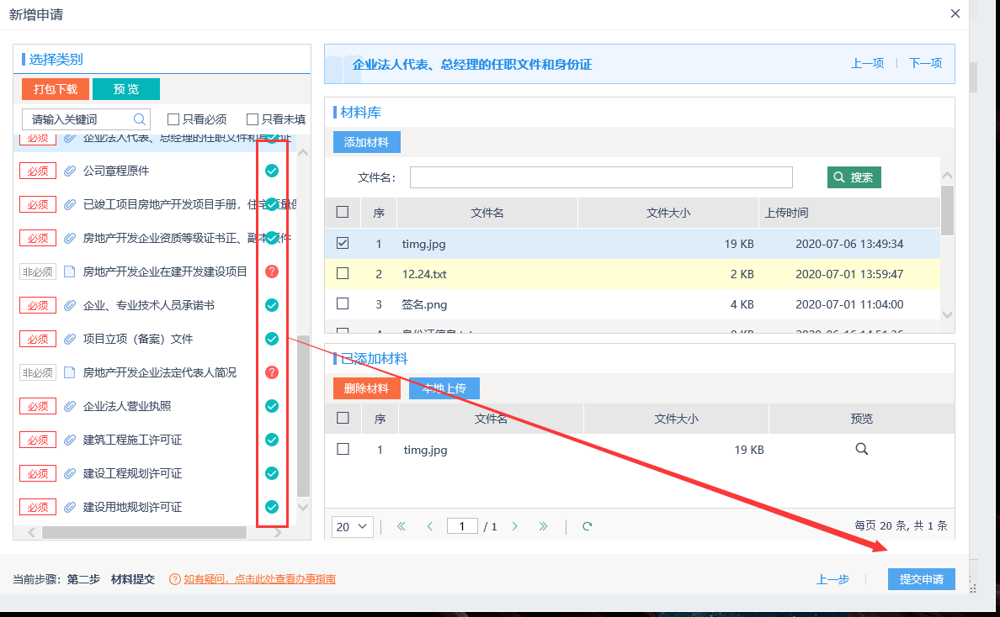 新增申请
选择类别
打包下载 预 览
请输入关键词 只看必须 只看未填
必须 企业法人代表、总经理的任职文件和身份证
必须 公司章程原件
必须 已竣工项目房地产开发项目手册，住宅质量保
必须 房地产开发企业资质等级证书正、副本原件
非必须 房地产开发企业在建开发建设项目
必须 企业、专业技术人员承诺书
必须 项目立项（备案）文件
非必须 房地产开发企业法定代表人简况
必须 企业法人营业执照
必须 建筑工程施工许可证
必须 建设工程规划许可证
必须 建设用地规划许可证
企业法人代表、总经理的任职文件和身份证 上一项 下一项
材料库
添加材料
文件名： 搜索
序 文件名 文件大小 上传时间
1 timg.jpg 19 KB 2020-07-06 13:49:34
2 12.24.txt 2 KB 2020-07-01 13:59:47
3 签名.png 4 KB 2020-07-01 11:04:00
已添加材料
删除材料 本地上传
序 文件名 文件大小 预览
1 timg.jpg 19 KB
20 1 / 1 每页 20 条, 共 1 条
当前步骤：第二步 材料提交 ? 如有疑问，点击此处查看办事指南 上一步 提交申请